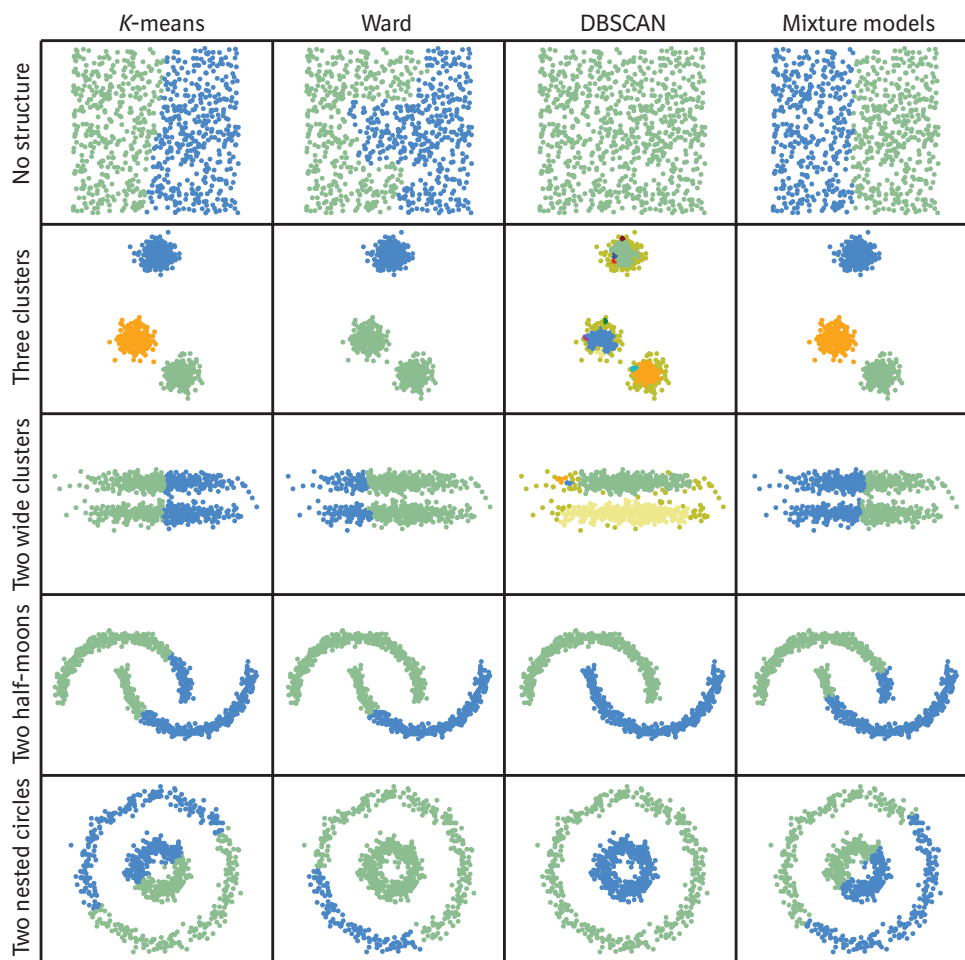 K-means
Ward
DBSCAN
Mixture models
No structure
Three clusters
Two wide clusters
Two half-moons
Two nested circles